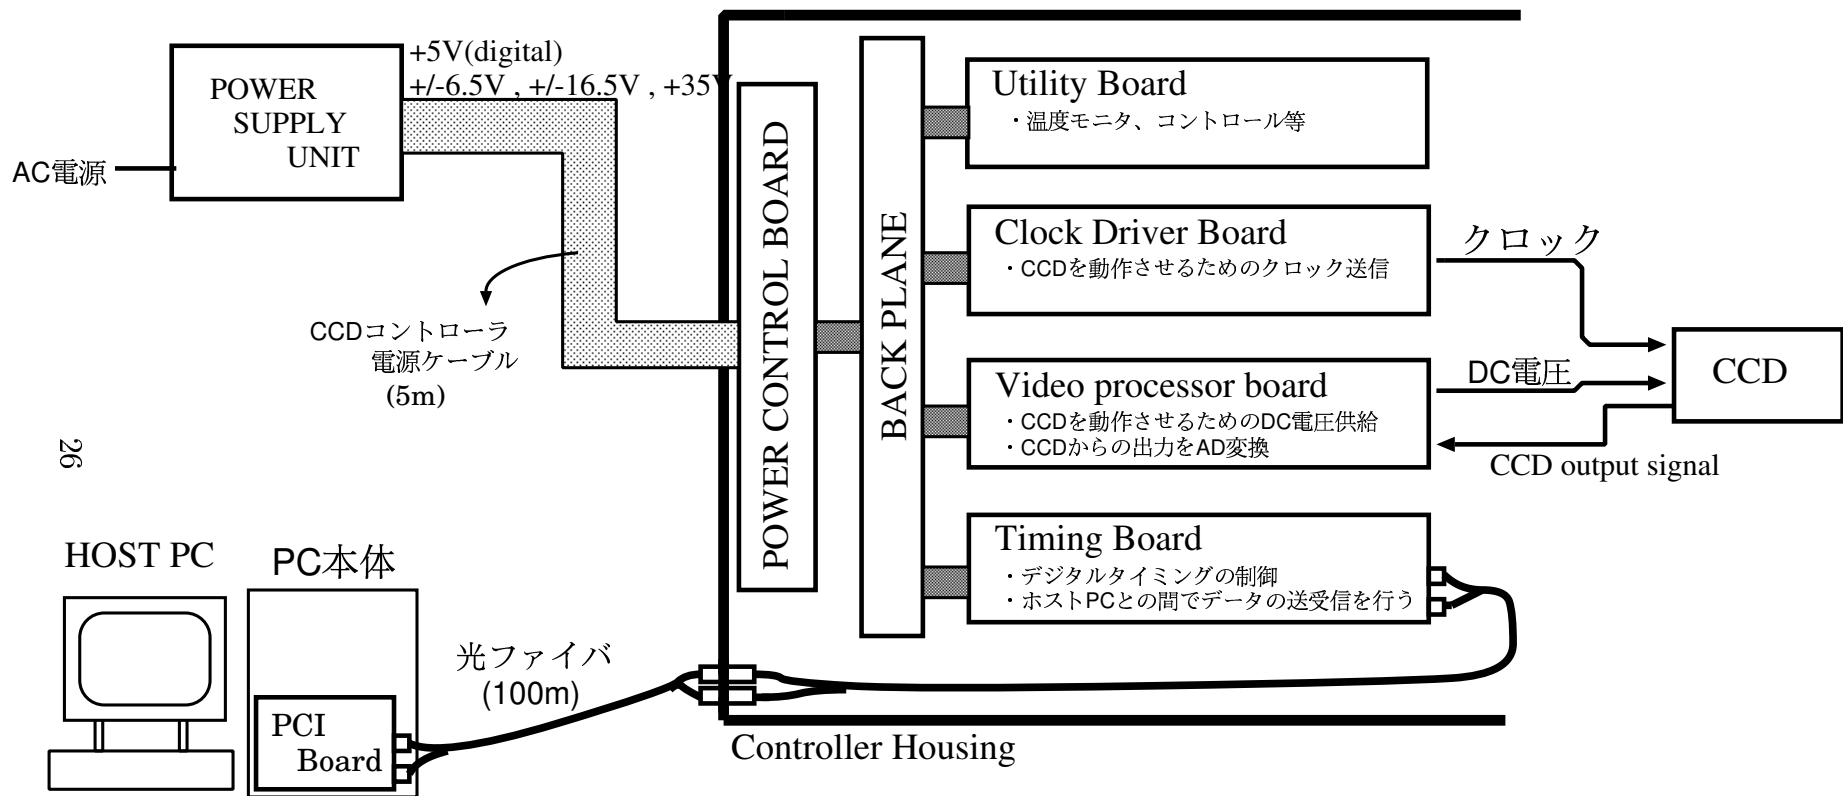 +5V(digital)
+/-6.5V , +/-16.5V , +35V
POWER
SUPPLY
UNIT
AC電源
CCDコントローラ
電源ケーブル
(5m)
POWER CONTROL BOARD
BACK PLANE
Utility Board
・温度モニタ、コントロール等
Clock Driver Board
・CCDを動作させるためのクロック送信
クロック
Video processor board
・CCDを動作させるためのDC電圧供給
・CCDからの出力をAD変換
DC電圧
CCD
CCD output signal
Timing Board
・デジタルタイミングの制御
・ホストPCとの間でデータの送受信を行う
26
HOST PC
PC本体
PCI
Board
光ファイバ
(100m)
Controller Housing